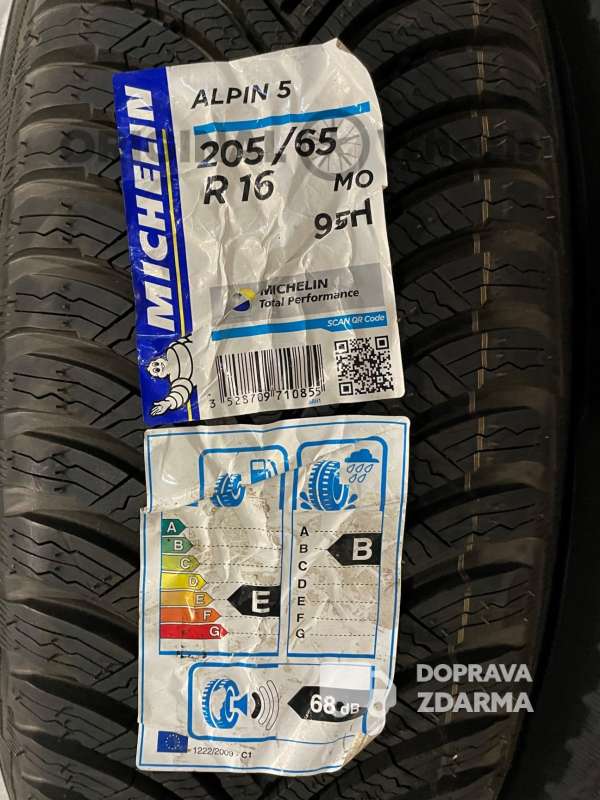 MICHELIN
ALPIN 5
205/65
R 16
MO
95H
MICHELIN
Total Performance
SCAN QR Code
3 528709 710855
A
B
C
D
E
F
G
E
A
B
C
D
E
F
G
B
68 dB
1222/2009 - C1
DOPRAVA
ZDARMA